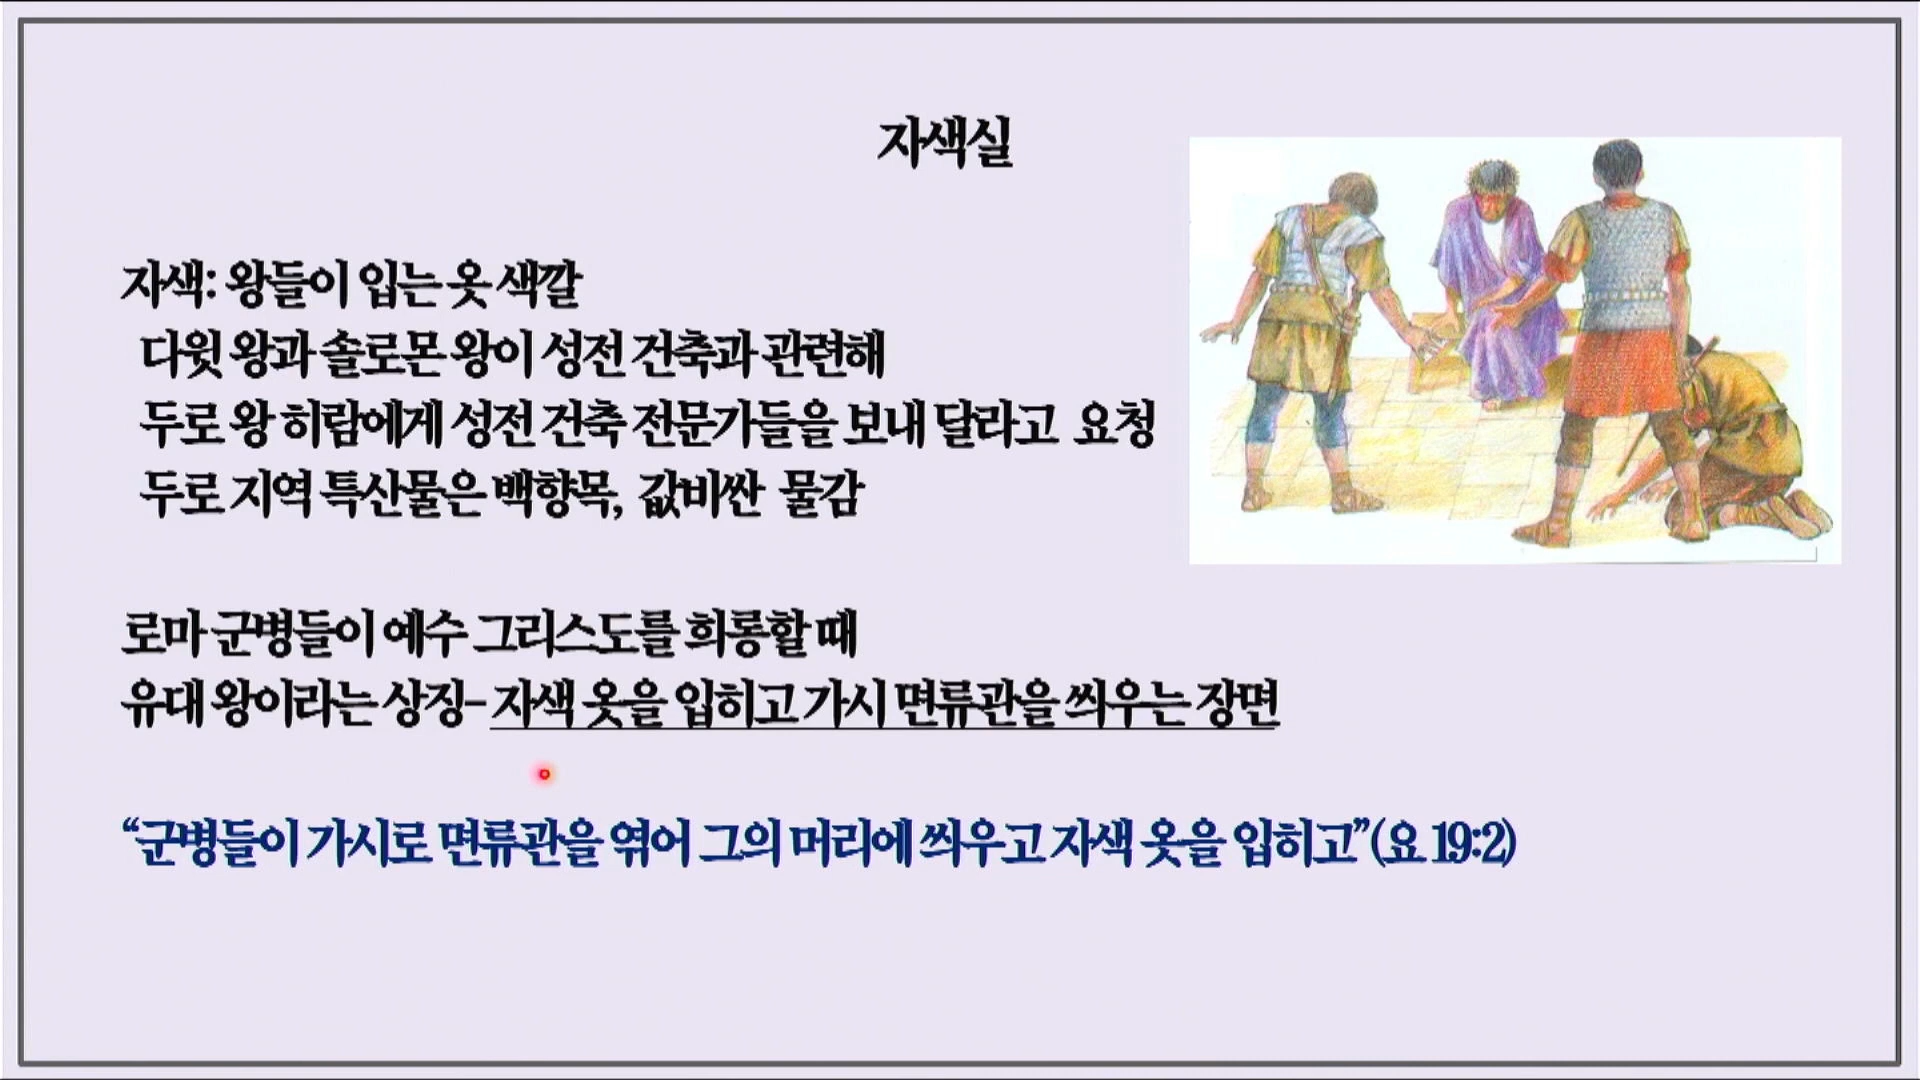 자색실
자색: 왕들이 입는 옷 색깔
다윗 왕과 솔로몬 왕이 성전 건축과 관련해
두로 왕 히람에게 성전 건축 전문가들을 보내 달라고 요청
두로 지역 특산물은 백향목, 값비싼 물감
로마 군병들이 예수 그리스도를 희롱할 때
유대 왕이라는 상징- 자색 옷을 입히고 가시 면류관을 씌우는 장면
“군병들이 가시로 면류관을 엮어 그의 머리에 씌우고 자색 옷을 입히고”(요 19:2)